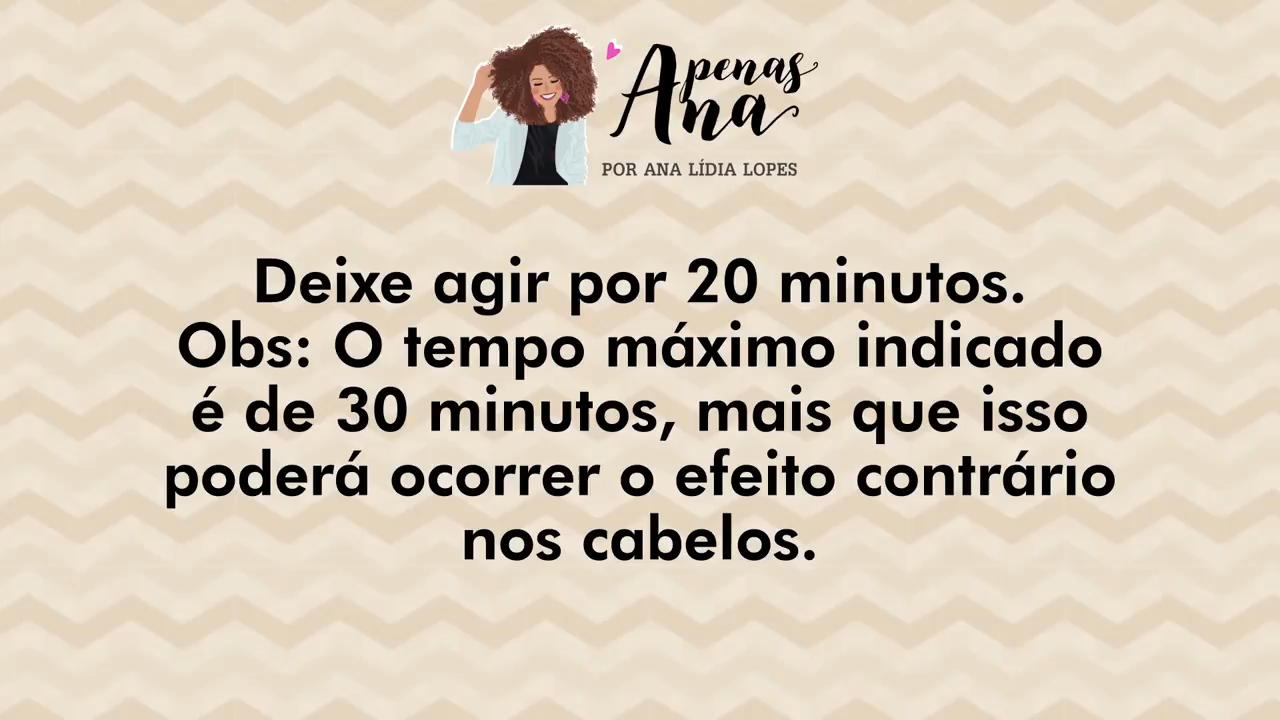 Apenas
Ana
POR ANA LÍDIA LOPES
Deixe agir por 20 minutos.
Obs: O tempo máximo indicado
é de 30 minutos, mais que isso
poderá ocorrer o efeito contrário
nos cabelos.